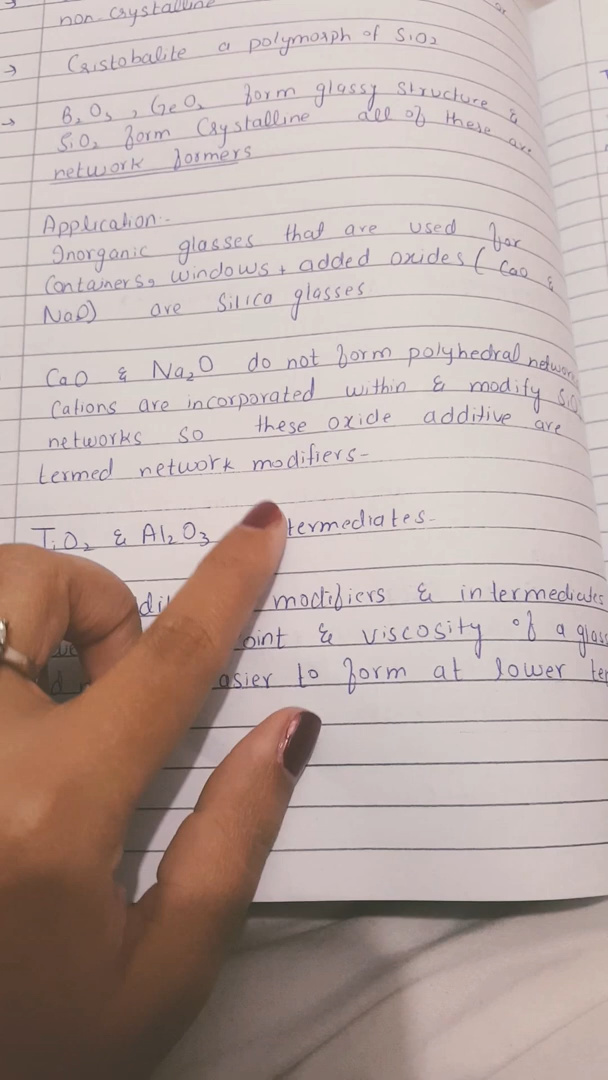 non-crystalline
→ Cristobalite a polymorph of SiO2
→ B2O3, GeO2 form glassy structure &
SiO2 form Crystalline all of these are
network formers
Application:-
Inorganic glasses that are used for
Containers, windows, added oxides (CaO &
NaO) are silica glasses
CaO & Na2O do not form polyhedral network
Cations are incorporated within & modify SiO
networks so these oxide additive are
termed network modifiers-
TiO2 & Al2O3 termediates-
modifiers & intermediates
oint & viscosity of a glass
asier to form at lower te